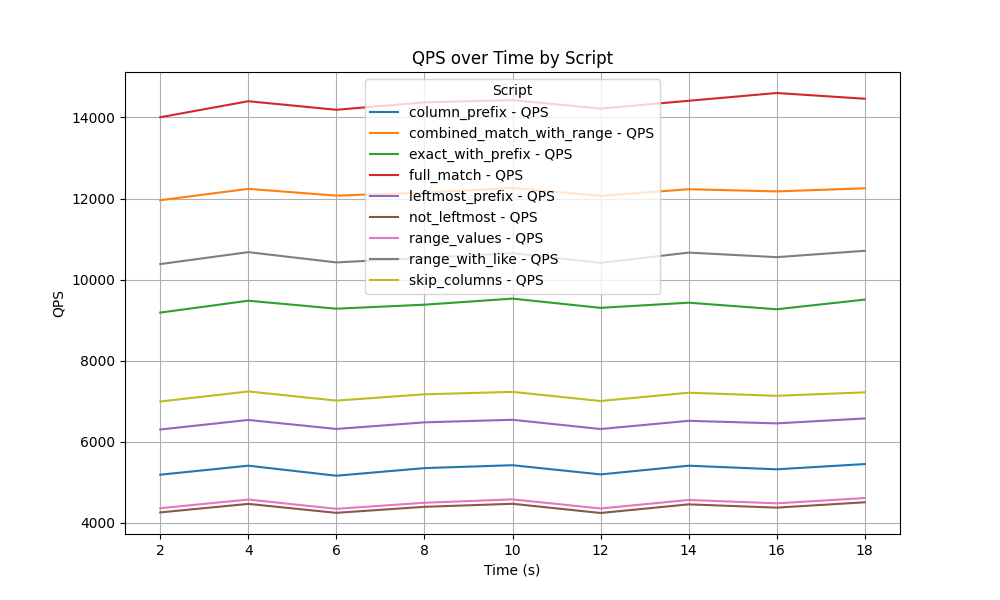 QPS over Time by Script
Script
column_prefix - QPS
combined_match_with_range - QPS
exact_with_prefix - QPS
full_match - QPS
leftmost_prefix - QPS
not_leftmost - QPS
range_values - QPS
range_with_like - QPS
skip_columns - QPS
QPS
14000
12000
10000
8000
6000
4000
2 4 6 8 10 12 14 16 18
Time (s)